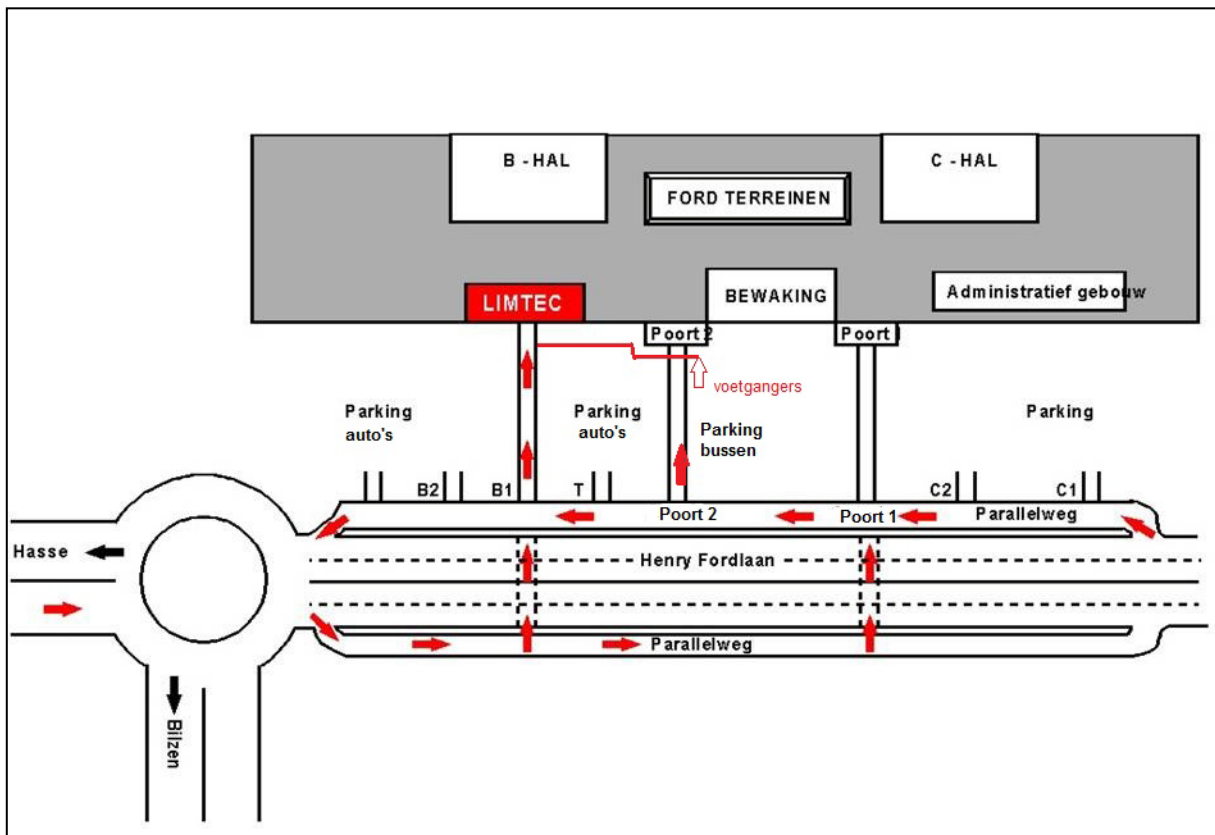 B - HAL
C - HAL
FORD TERREINEN
LIMTEC
BEWAKING
Administratief gebouw
Poort 2
Poort 1
voetgangers
Parking
auto's
Parking
auto's
Parking
bussen
Parking
B2
B1
T
C2
C1
Poort 2
Poort 1
Parallelweg
Hasse
Henry Fordlaan
Parallelweg
Bilzen